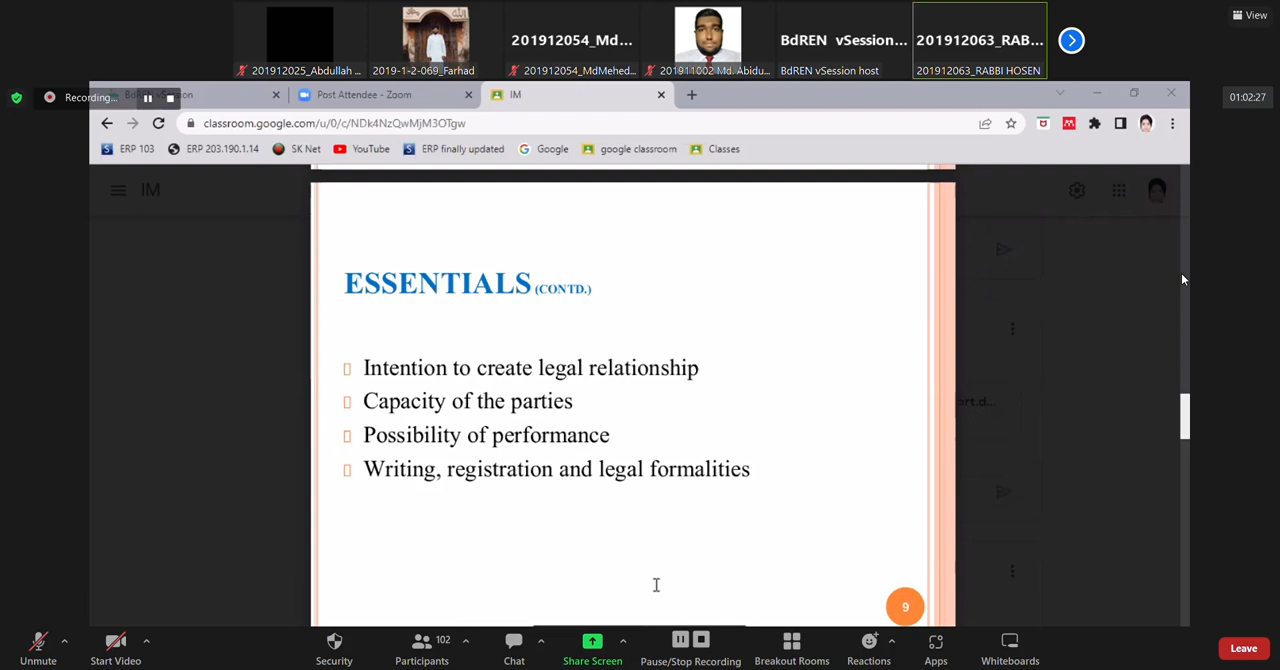 View
201912054_Md...
BdREN vSession...
201912063_RAB...
201912025_Abdullah ...
2019-1-2-069_Farhad
201912054_MdMehed...
201911002 Md. Abidu...
BdREN vSession host
201912063_RABBI HOSEN
Recording...
BdREN vSession
Post Attendee - Zoom
IM
01:02:27
classroom.google.com/u/0/c/NDk4NzQwMjM3OTgw
ERP 103
ERP 203.190.1.14
SK Net
YouTube
ERP finally updated
Google
google classroom
Classes
IM
ESSENTIALS (CONTD.)
Intention to create legal relationship
Capacity of the parties
Possibility of performance
Writing, registration and legal formalities
ort.d...
9
102
Unmute
Start Video
Security
Participants
Chat
Share Screen
Pause/Stop Recording
Breakout Rooms
Reactions
Apps
Whiteboards
Leave